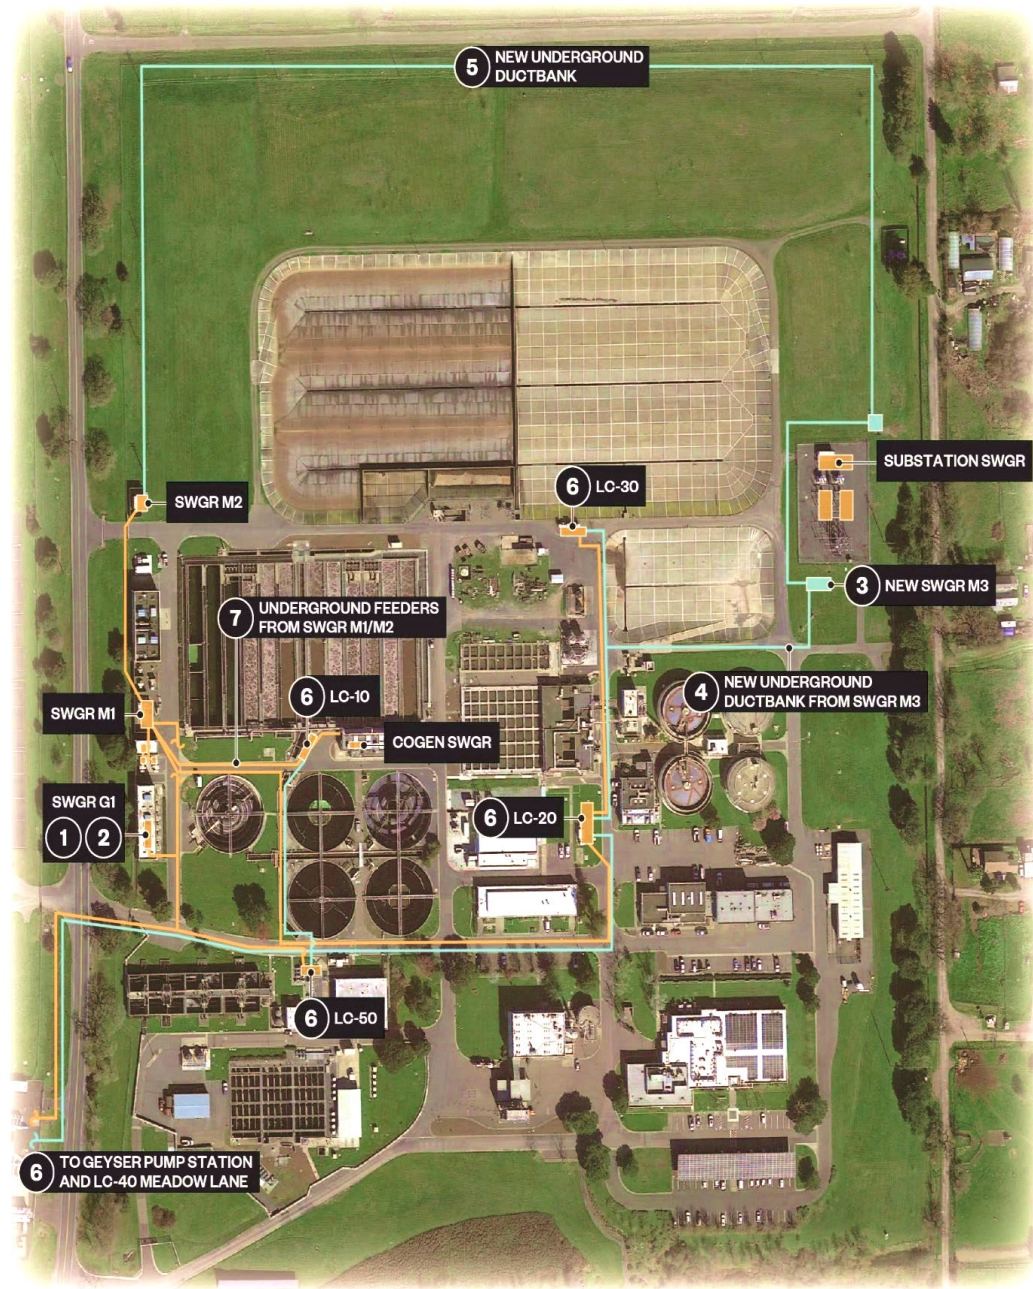 5 NEW UNDERGROUND
DUCTBANK
SUBSTATION SWGR
6 LC-30
SWGR M2
3 NEW SWGR M3
7 UNDERGROUND FEEDERS
FROM SWGR M1/M2
6 LC-10
4 NEW UNDERGROUND
DUCTBANK FROM SWGR M3
SWGR M1
COGEN SWGR
SWGR G1
1 2
6 LC-20
6 LC-50
6 TO GEYSER PUMP STATION
AND LC-40 MEADOW LANE